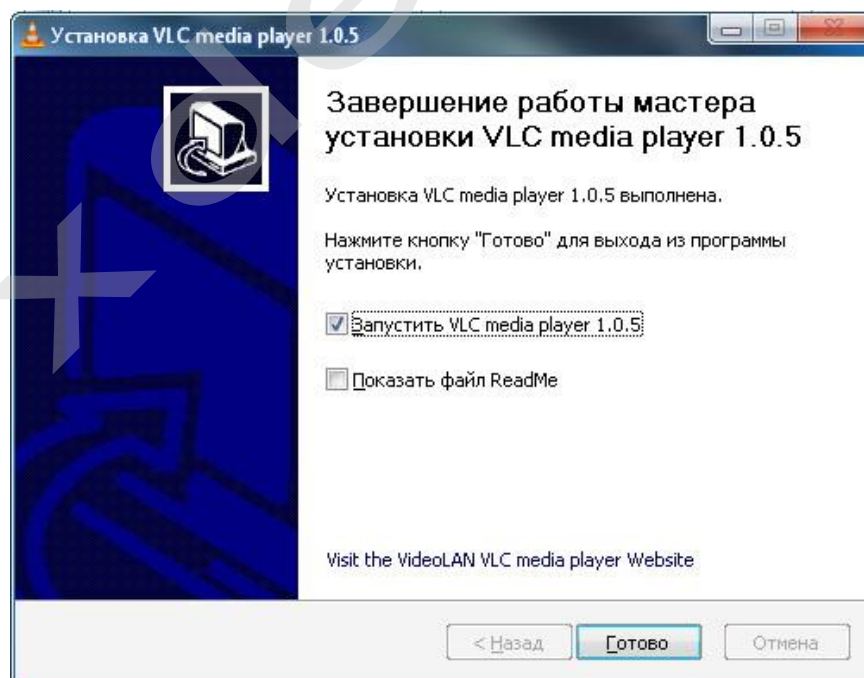 Установка VLC media player 1.0.5
Завершение работы мастера
установки VLC media player 1.0.5
Установка VLC media player 1.0.5 выполнена.
Нажмите кнопку "Готово" для выхода из программы
установки.
Запустить VLC media player 1.0.5
Показать файл ReadMe
Visit the VideoLAN VLC media player Website
< Назад
Готово
Отмена